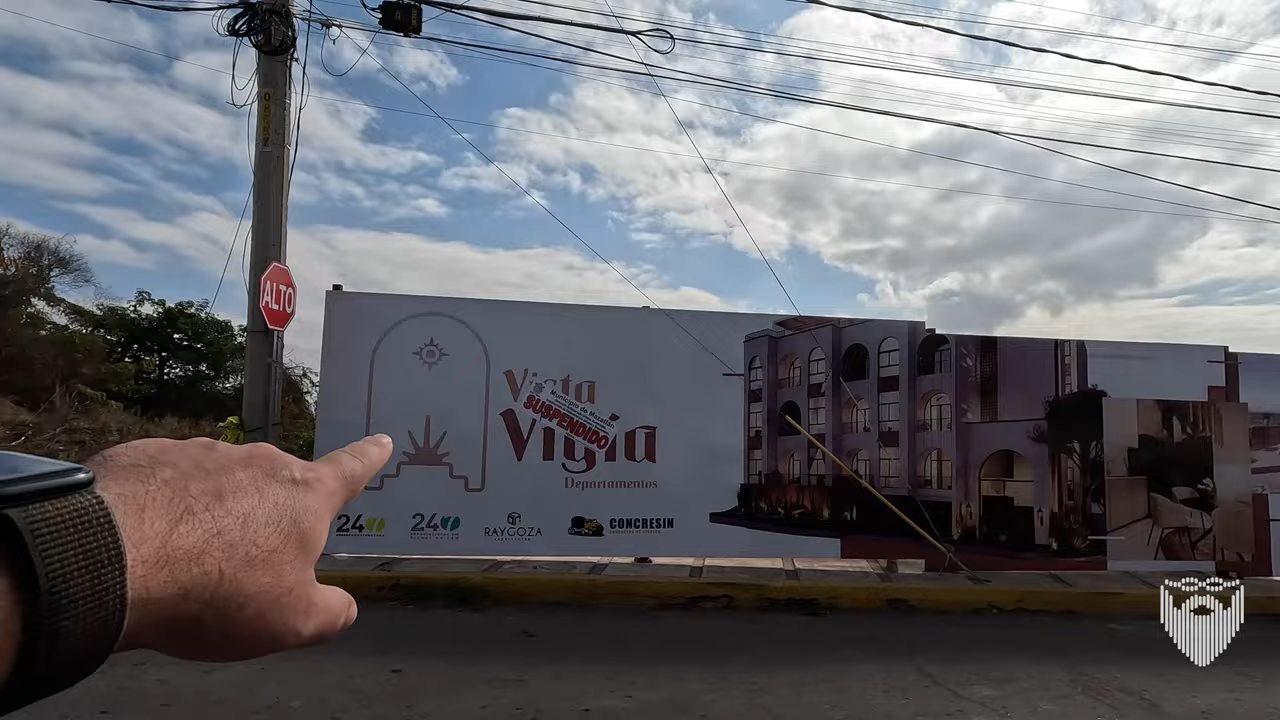 ALTO
Vista
Municipio de Mazatlán
SUSPENDIDO
Vigía
Departamentos
24
24
RAYGOZA
CONCRESIN